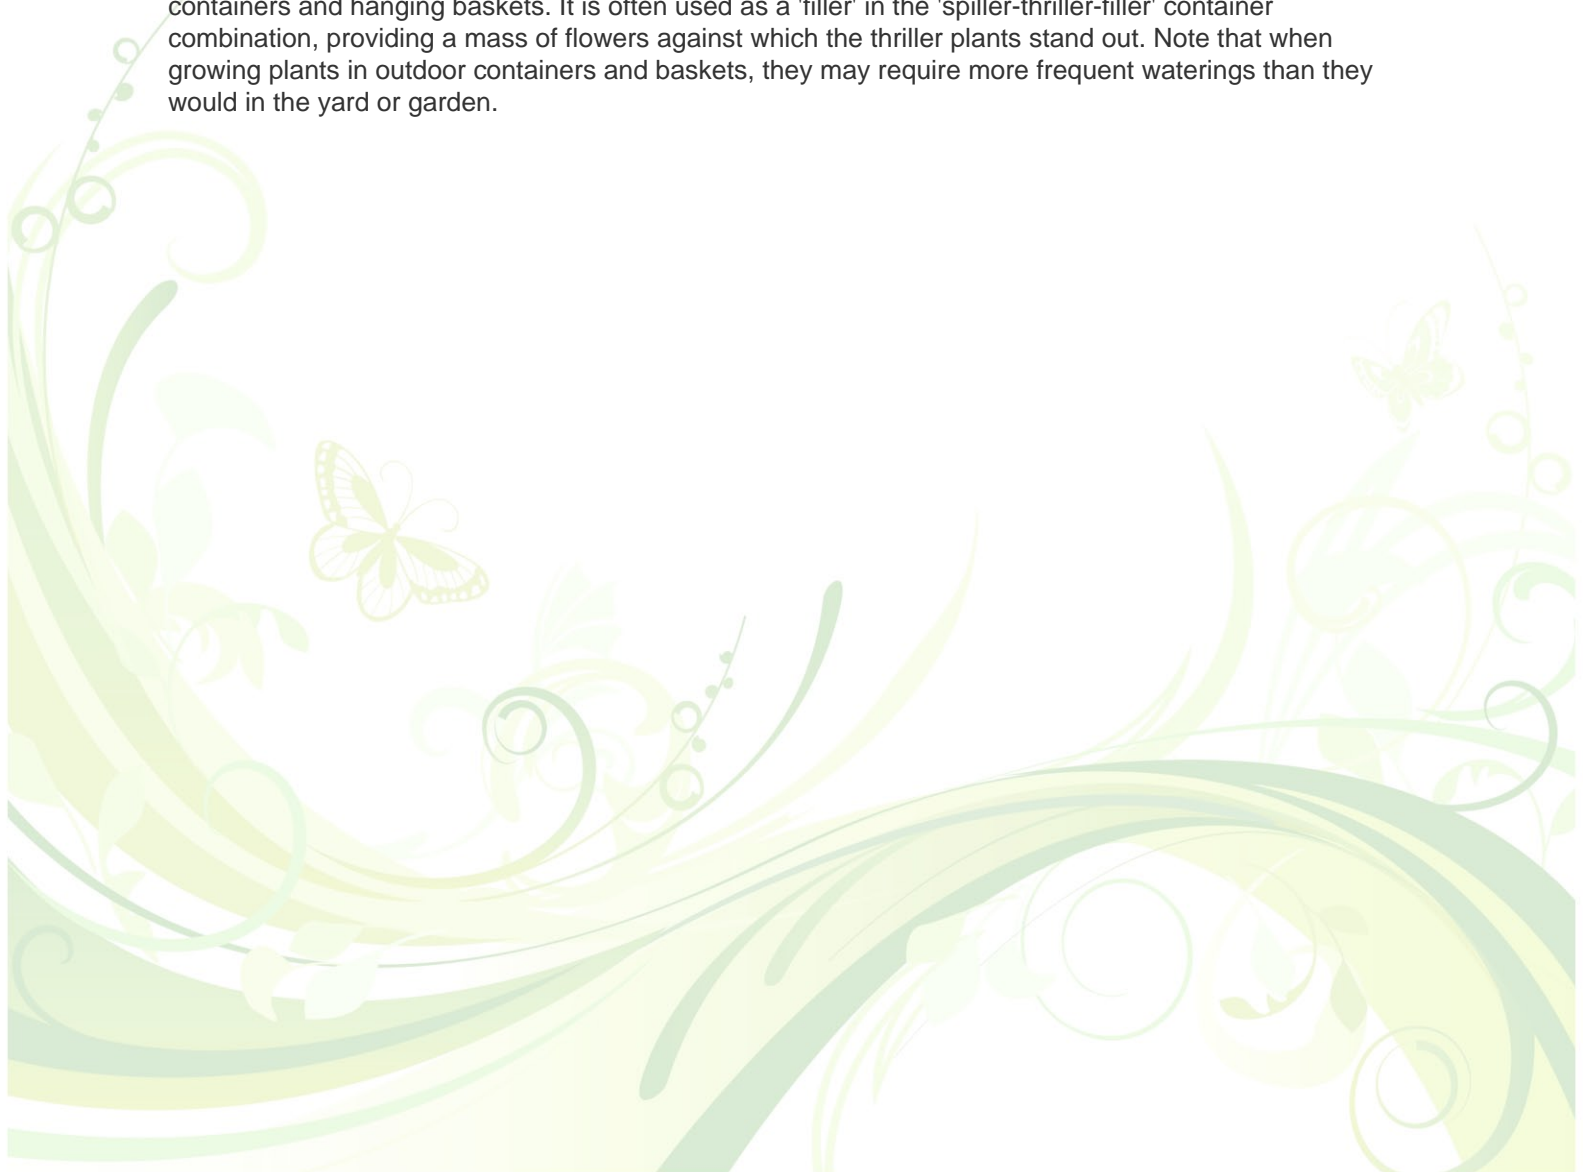 containers and hanging baskets. It is often used as a 'filler' in the 'spiller-thriller-filler' container
combination, providing a mass of flowers against which the thriller plants stand out. Note that when
growing plants in outdoor containers and baskets, they may require more frequent waterings than they
would in the yard or garden.